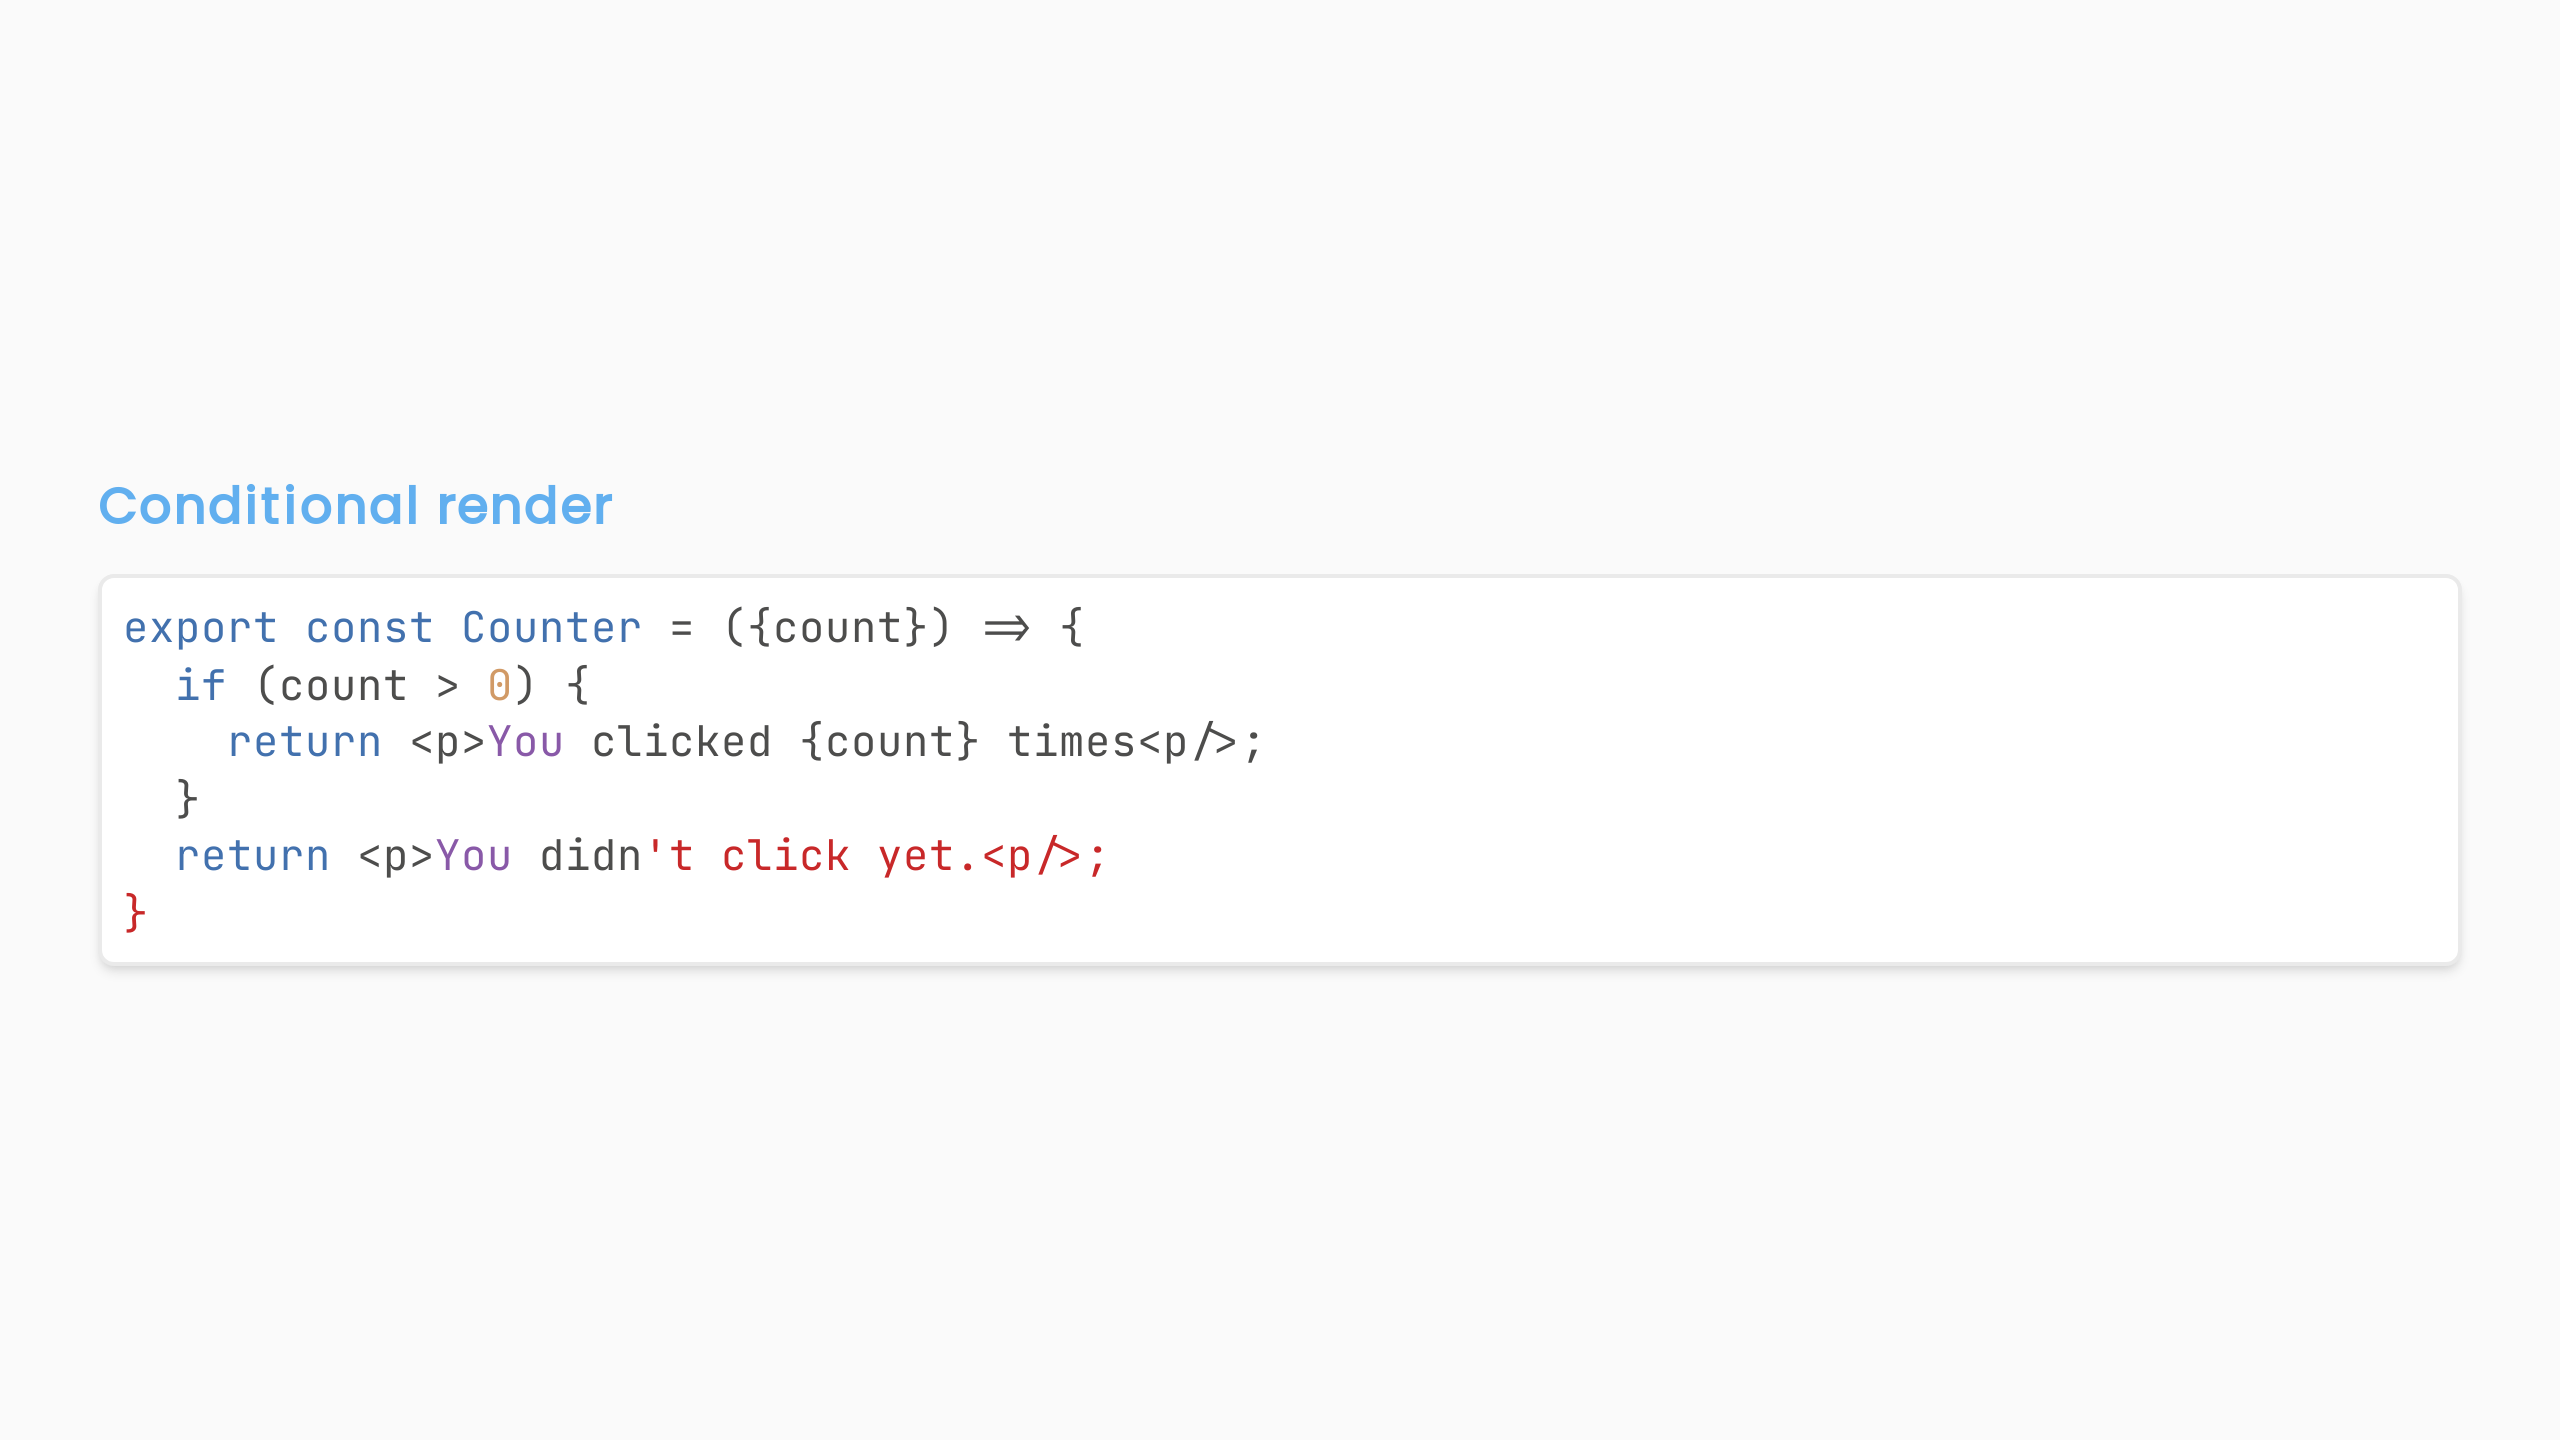 Conditional render
export const Counter = ({count}) => {
  if (count > 0) {
    return <p>You clicked {count} times<p/>;
  }
  return <p>You didn't click yet.<p/>;
}